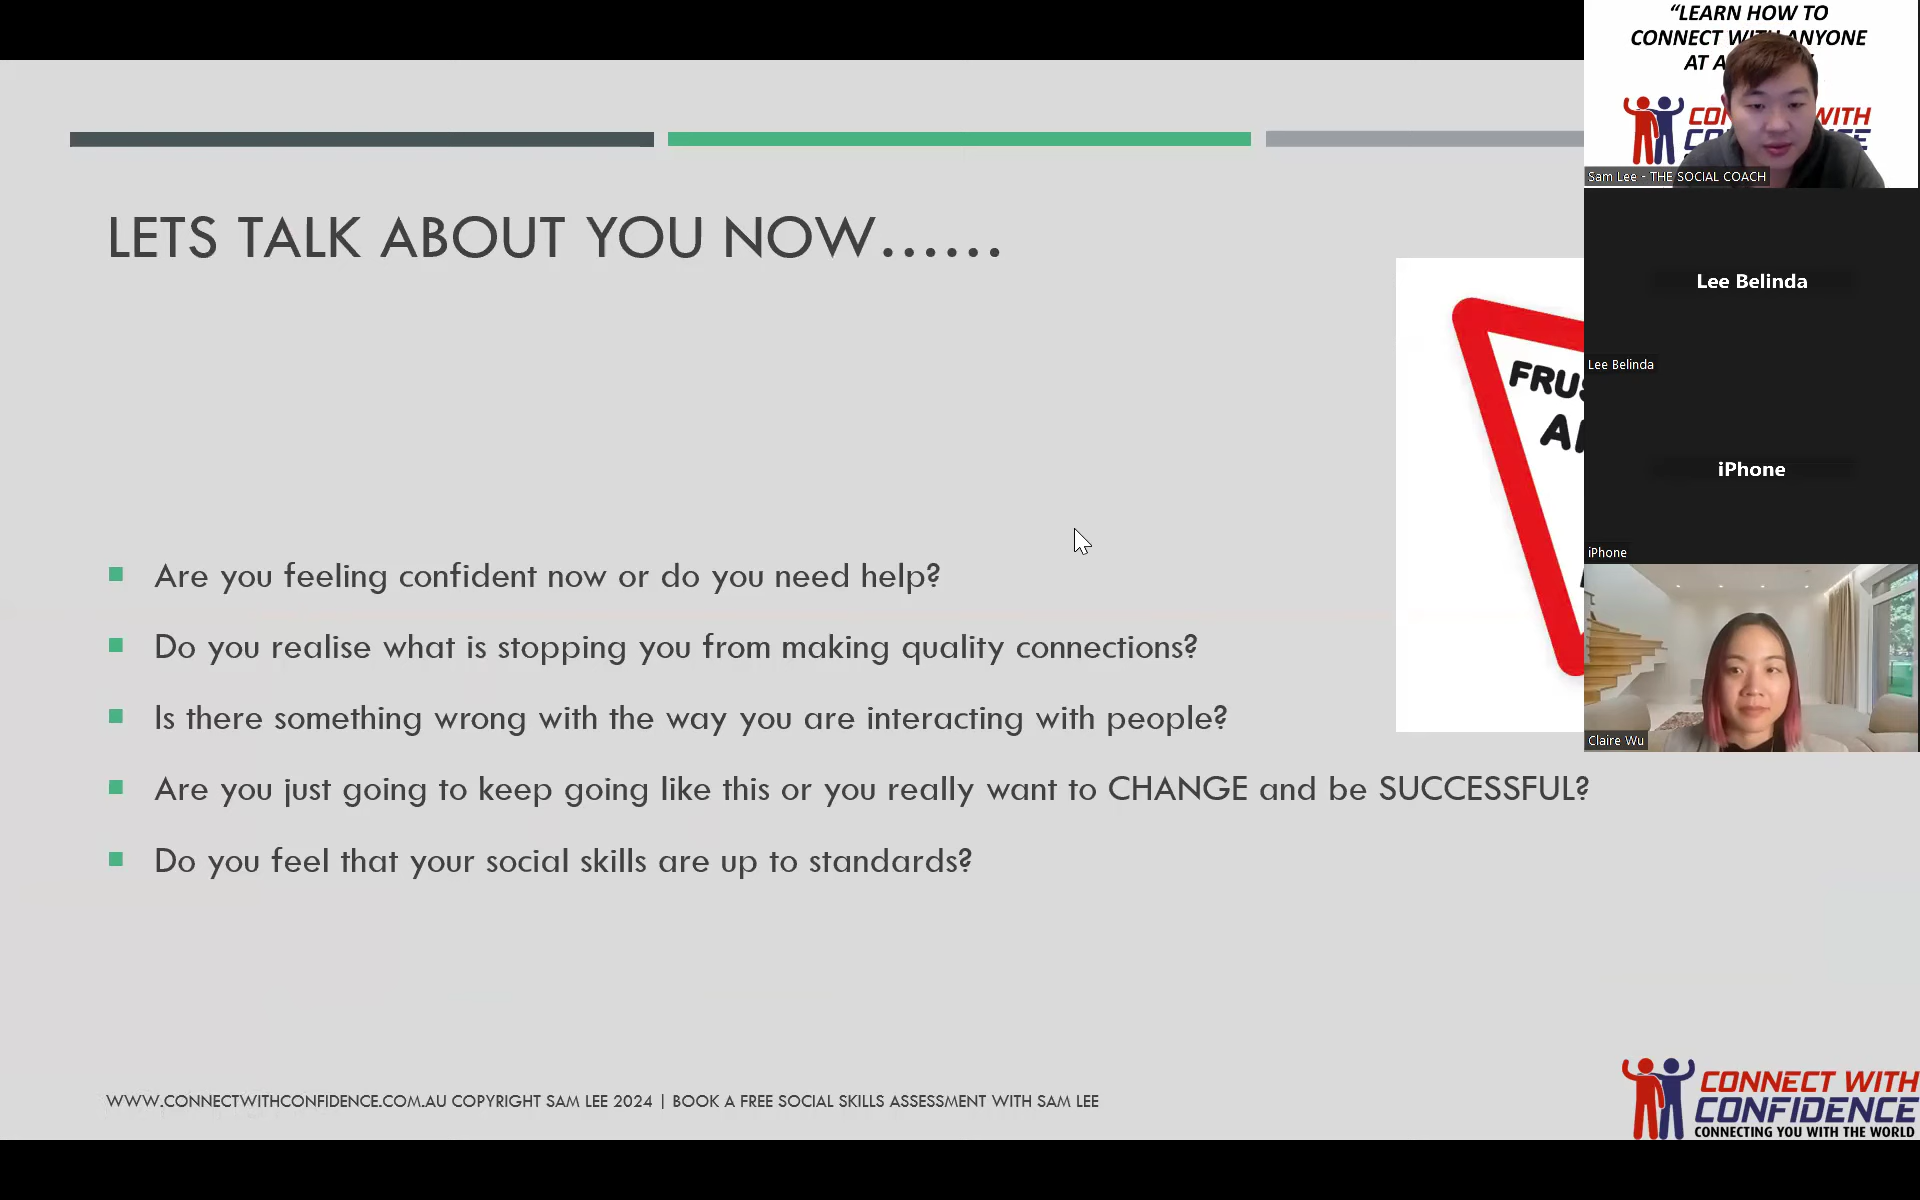 LETS TALK ABOUT YOU NOW......
Are you feeling confident now or do you need help?
Do you realise what is stopping you from making quality connections?
Is there something wrong with the way you are interacting with people?
Are you just going to keep going like this or you really want to CHANGE and be SUCCESSFUL?
Do you feel that your social skills are up to standards?
WWW.CONNECTWITHCONFIDENCE.COM.AU COPYRIGHT SAM LEE 2024 | BOOK A FREE SOCIAL SKILLS ASSESSMENT WITH SAM LEE
CONNECT WITH
CONFIDENCE
CONNECTING YOU WITH THE WORLD
“LEARN HOW TO
CONNECT WITH ANYONE
AT
WITH
Sam Lee - THE SOCIAL COACH
Lee Belinda
Lee Belinda
iPhone
iPhone
Claire Wu